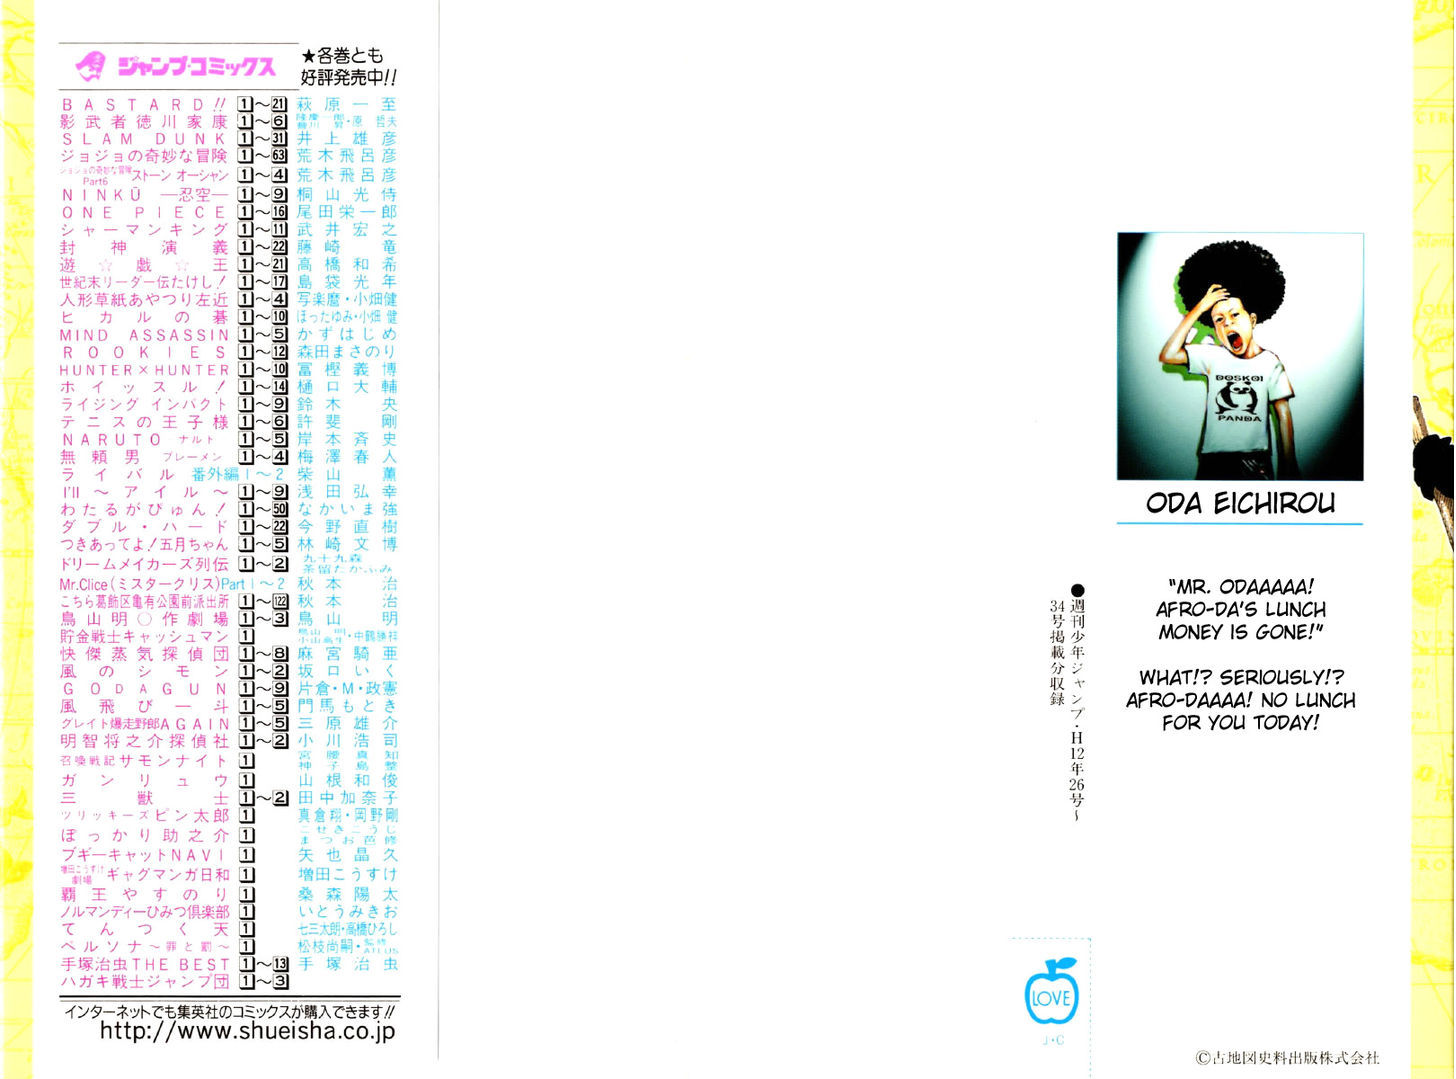 ジャンプ・コミックス
★各巻とも
好評発売中!!
BASTARD!! 1～21 萩原一至
影武者徳川家康 1～6 隆慶一郎・原哲夫
SLAM DUNK 1～31 井上雄彦
ジョジョの奇妙な冒険 1～63 荒木飛呂彦
ジョジョの奇妙な冒険 Part6 ストーン オーシャン 1～4 荒木飛呂彦
NINKŪ ―忍空― 1～9 桐山光侍
ONE PIECE 1～16 尾田栄一郎
シャーマンキング 1～11 武井宏之
封神演義 1～22 藤崎竜
遊☆戯☆王 1～21 高橋和希
世紀末リーダー伝たけし! 1～17 島袋光年
人形草紙あやつり左近 1～4 写楽麿・小畑健
ヒカルの碁 1～10 ほったゆみ・小畑健
MIND ASSASSIN 1～5 かずはじめ
ROOKIES 1～12 森田まさのり
HUNTER×HUNTER 1～10 冨樫義博
ホイッスル! 1～14 樋口大輔
ライジング インパクト 1～9 鈴木央
テニスの王子様 1～6 許斐剛
NARUTO ナルト 1～5 岸本斉史
無頼男 ブレーメン 1～4 梅澤春人
ライバル 番外編1～2 柴山薫
I'll ～アイル～ 1～9 浅田弘幸
わたるがぴゅん! 1～50 なかいま強
ダブル・ハード 1～22 今野直樹
つきあってよ!五月ちゃん 1～5 林崎文博
ドリームメイカーズ列伝 1～2 九十九森
Mr.Clice(ミスタークリス)Part 1～2 秋本治
こちら葛飾区亀有公園前派出所 1～122 秋本治
鳥山明○作劇場 1～3 鳥山明
貯金戦士キャッシュマン 1 鳥山明・中鶴勝祥
快傑蒸気探偵団 1～8 麻宮騎亜
風のシモン 1～2 坂口いく
GODAGUN 1～9 片倉・M・政憲
風飛び一斗 1～5 門馬もとき
グレイト爆走野郎AGAIN 1～5 三原雄介
明智将之介探偵社 1～2 小川浩司
召喚戦記サモンナイト 1 宮腰真知 神子島整
ガンリュウ 1 山根和俊
三獣士 1～2 田中加奈子
ツリッキーズピン太郎 1 真倉翔・岡野剛
ぼっかり助之介 1 こせきこうじ まつお芭修
ブギーキャットNAVI 1 矢也晶久
増田こうすけ劇場 ギャグマンガ日和 1 増田こうすけ
覇王やすのり 1 桑森陽太
ノルマンディーひみつ倶楽部 1 いとうみきお
てんつく天 1 七三太朗・高橋ひろし
ペルソナ～罪と罰～ 1 松枝尚嗣・監修 ATLUS
手塚治虫THE BEST 1～13 手塚治虫
ハガキ戦士ジャンプ団 1～3
インターネットでも集英社のコミックスが購入できます!!
http://www.shueisha.co.jp
DOSKOI
PANDA
ODA EICHIROU
"MR. ODAAAAA!
AFRO-DA'S LUNCH
MONEY IS GONE!"
WHAT!? SERIOUSLY!?
AFRO-DAAAA! NO LUNCH
FOR YOU TODAY!
●週刊少年ジャンプ・H12年26号～
34号掲載分収録
LOVE
J・C
©古地図史料出版株式会社